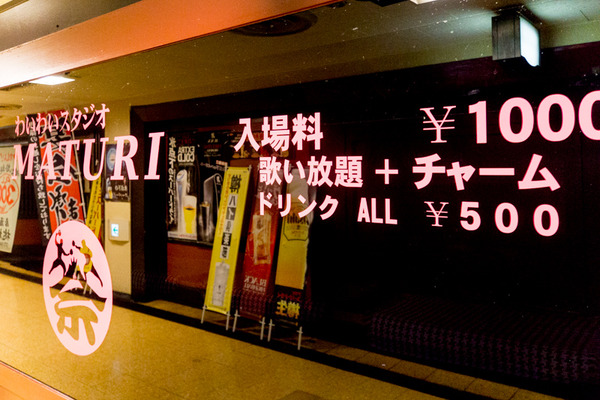 わいわいスタジオ
MATURI
祭
入場料 ¥1000
歌い放題 + チャーム
ドリンク ALL ¥500